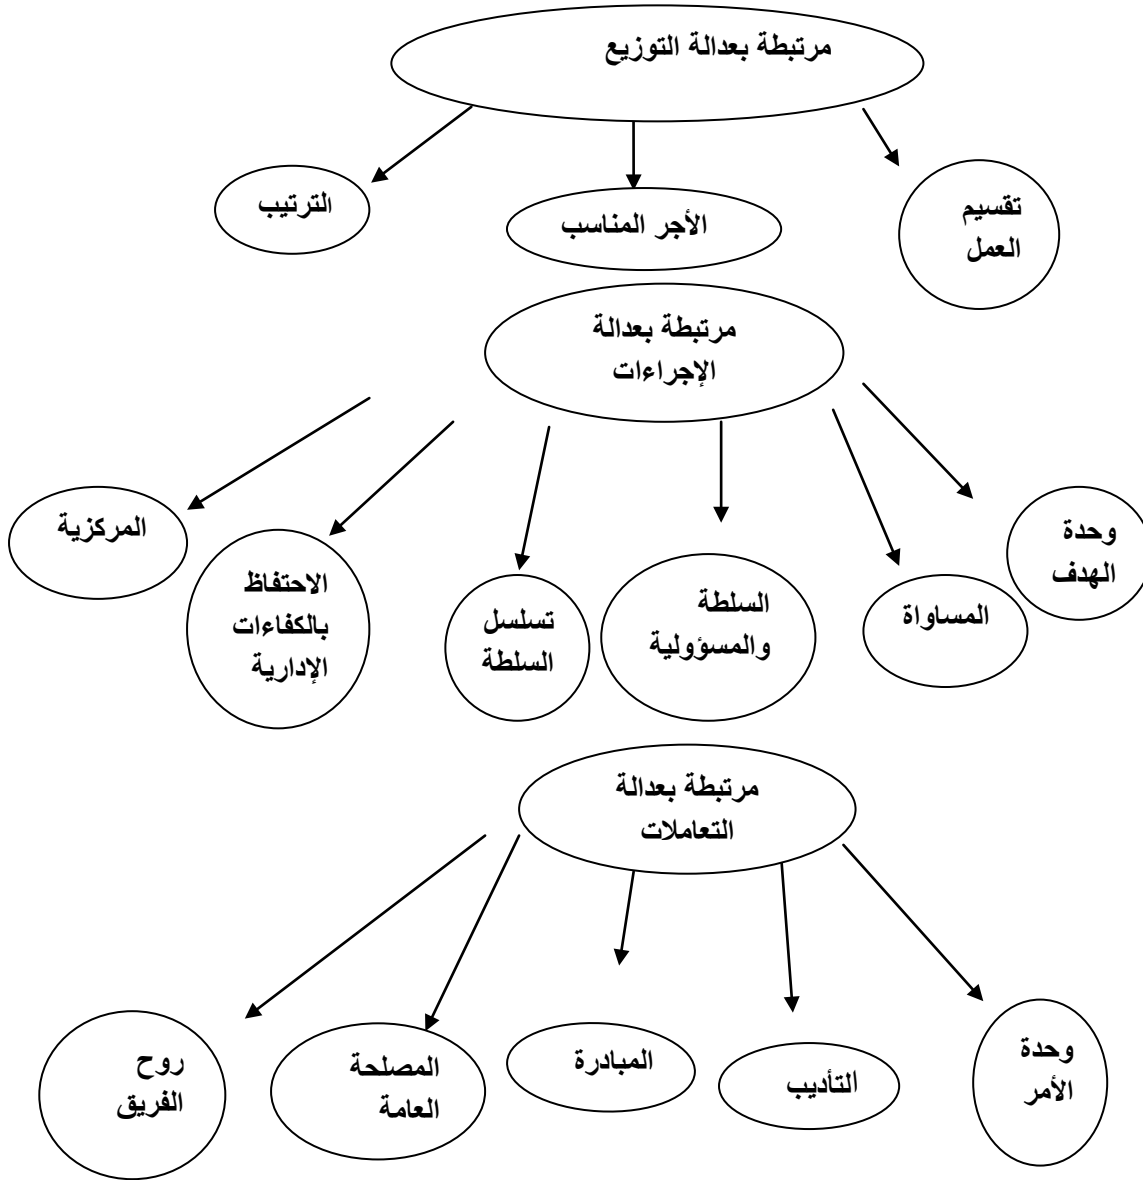 مرتبطة بعدالة التوزيع
تقسيم
العمل
الأجر المناسب
الترتيب
مرتبطة بعدالة
الإجراءات
وحدة
الهدف
المساواة
السلطة
والمسؤولية
تسلسل
السلطة
الاحتفاظ
بالكفاءات
الإدارية
المركزية
مرتبطة بعدالة
التعاملات
وحدة
الأمر
التأديب
المبادرة
المصلحة
العامة
روح
الفريق